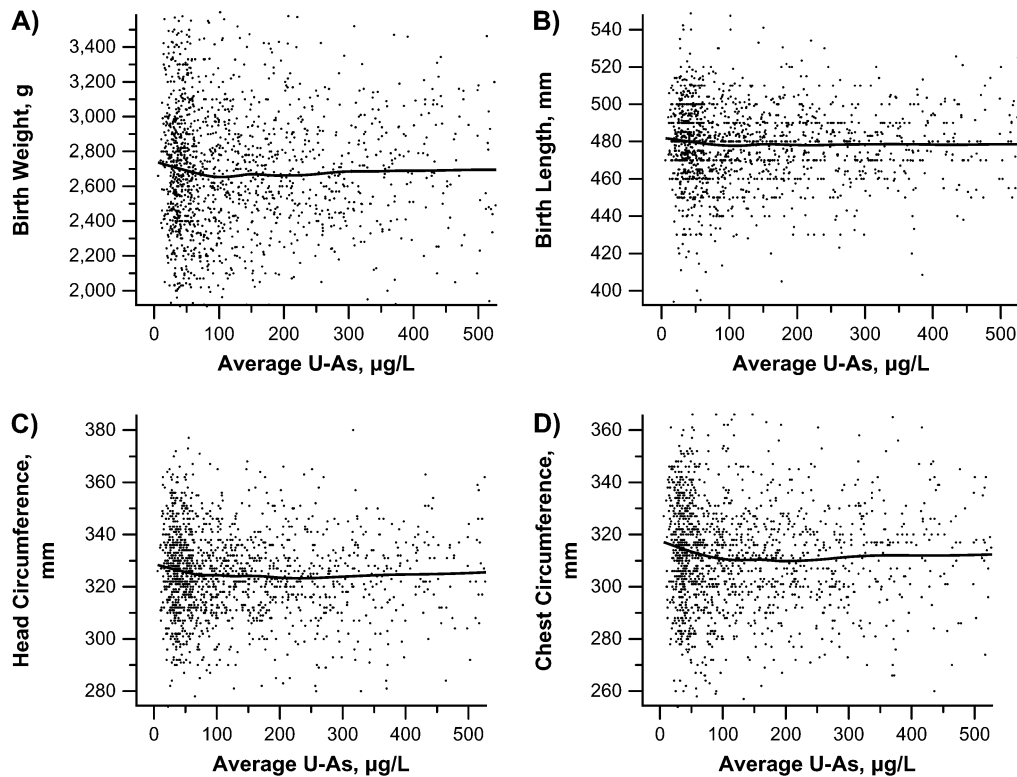 A)
Birth Weight, g
3,400
3,200
3,000
2,800
2,600
2,400
2,200
2,000
0 100 200 300 400 500
Average U-As, µg/L
B)
Birth Length, mm
540
520
500
480
460
440
420
400
0 100 200 300 400 500
Average U-As, µg/L
C)
Head Circumference,
mm
380
360
340
320
300
280
0 100 200 300 400 500
Average U-As, µg/L
D)
Chest Circumference,
mm
360
340
320
300
280
260
0 100 200 300 400 500
Average U-As, µg/L